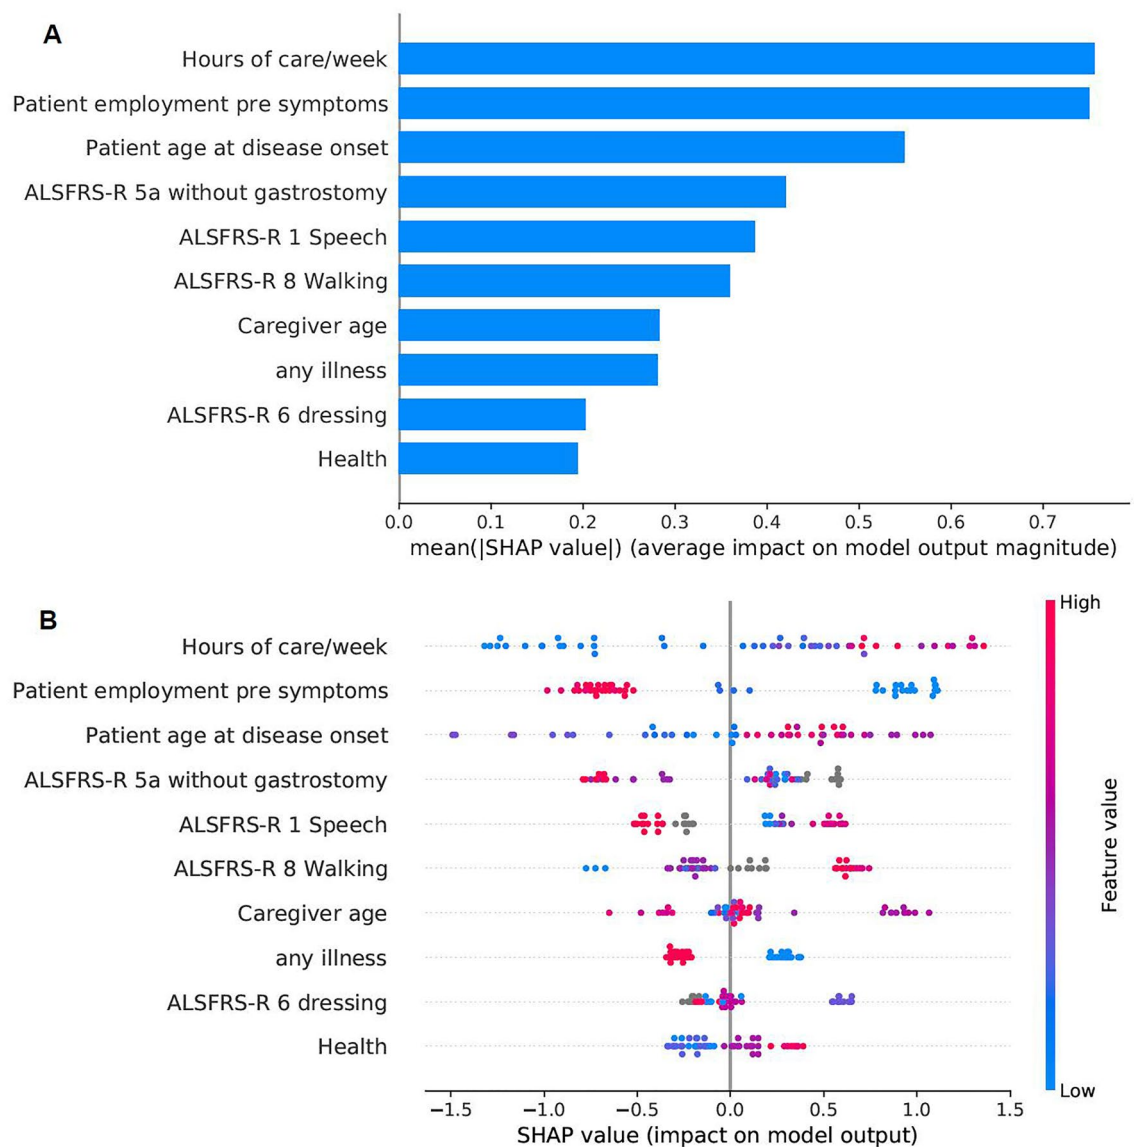 A
Hours of care/week
Patient employment pre symptoms
Patient age at disease onset
ALSFRS-R 5a without gastrostomy
ALSFRS-R 1 Speech
ALSFRS-R 8 Walking
Caregiver age
any illness
ALSFRS-R 6 dressing
Health
0.0 0.1 0.2 0.3 0.4 0.5 0.6 0.7
mean(|SHAP value|) (average impact on model output magnitude)
B
High
Hours of care/week
Patient employment pre symptoms
Patient age at disease onset
ALSFRS-R 5a without gastrostomy
ALSFRS-R 1 Speech
ALSFRS-R 8 Walking
Caregiver age
any illness
ALSFRS-R 6 dressing
Health
Feature value
Low
−1.5 −1.0 −0.5 0.0 0.5 1.0 1.5
SHAP value (impact on model output)